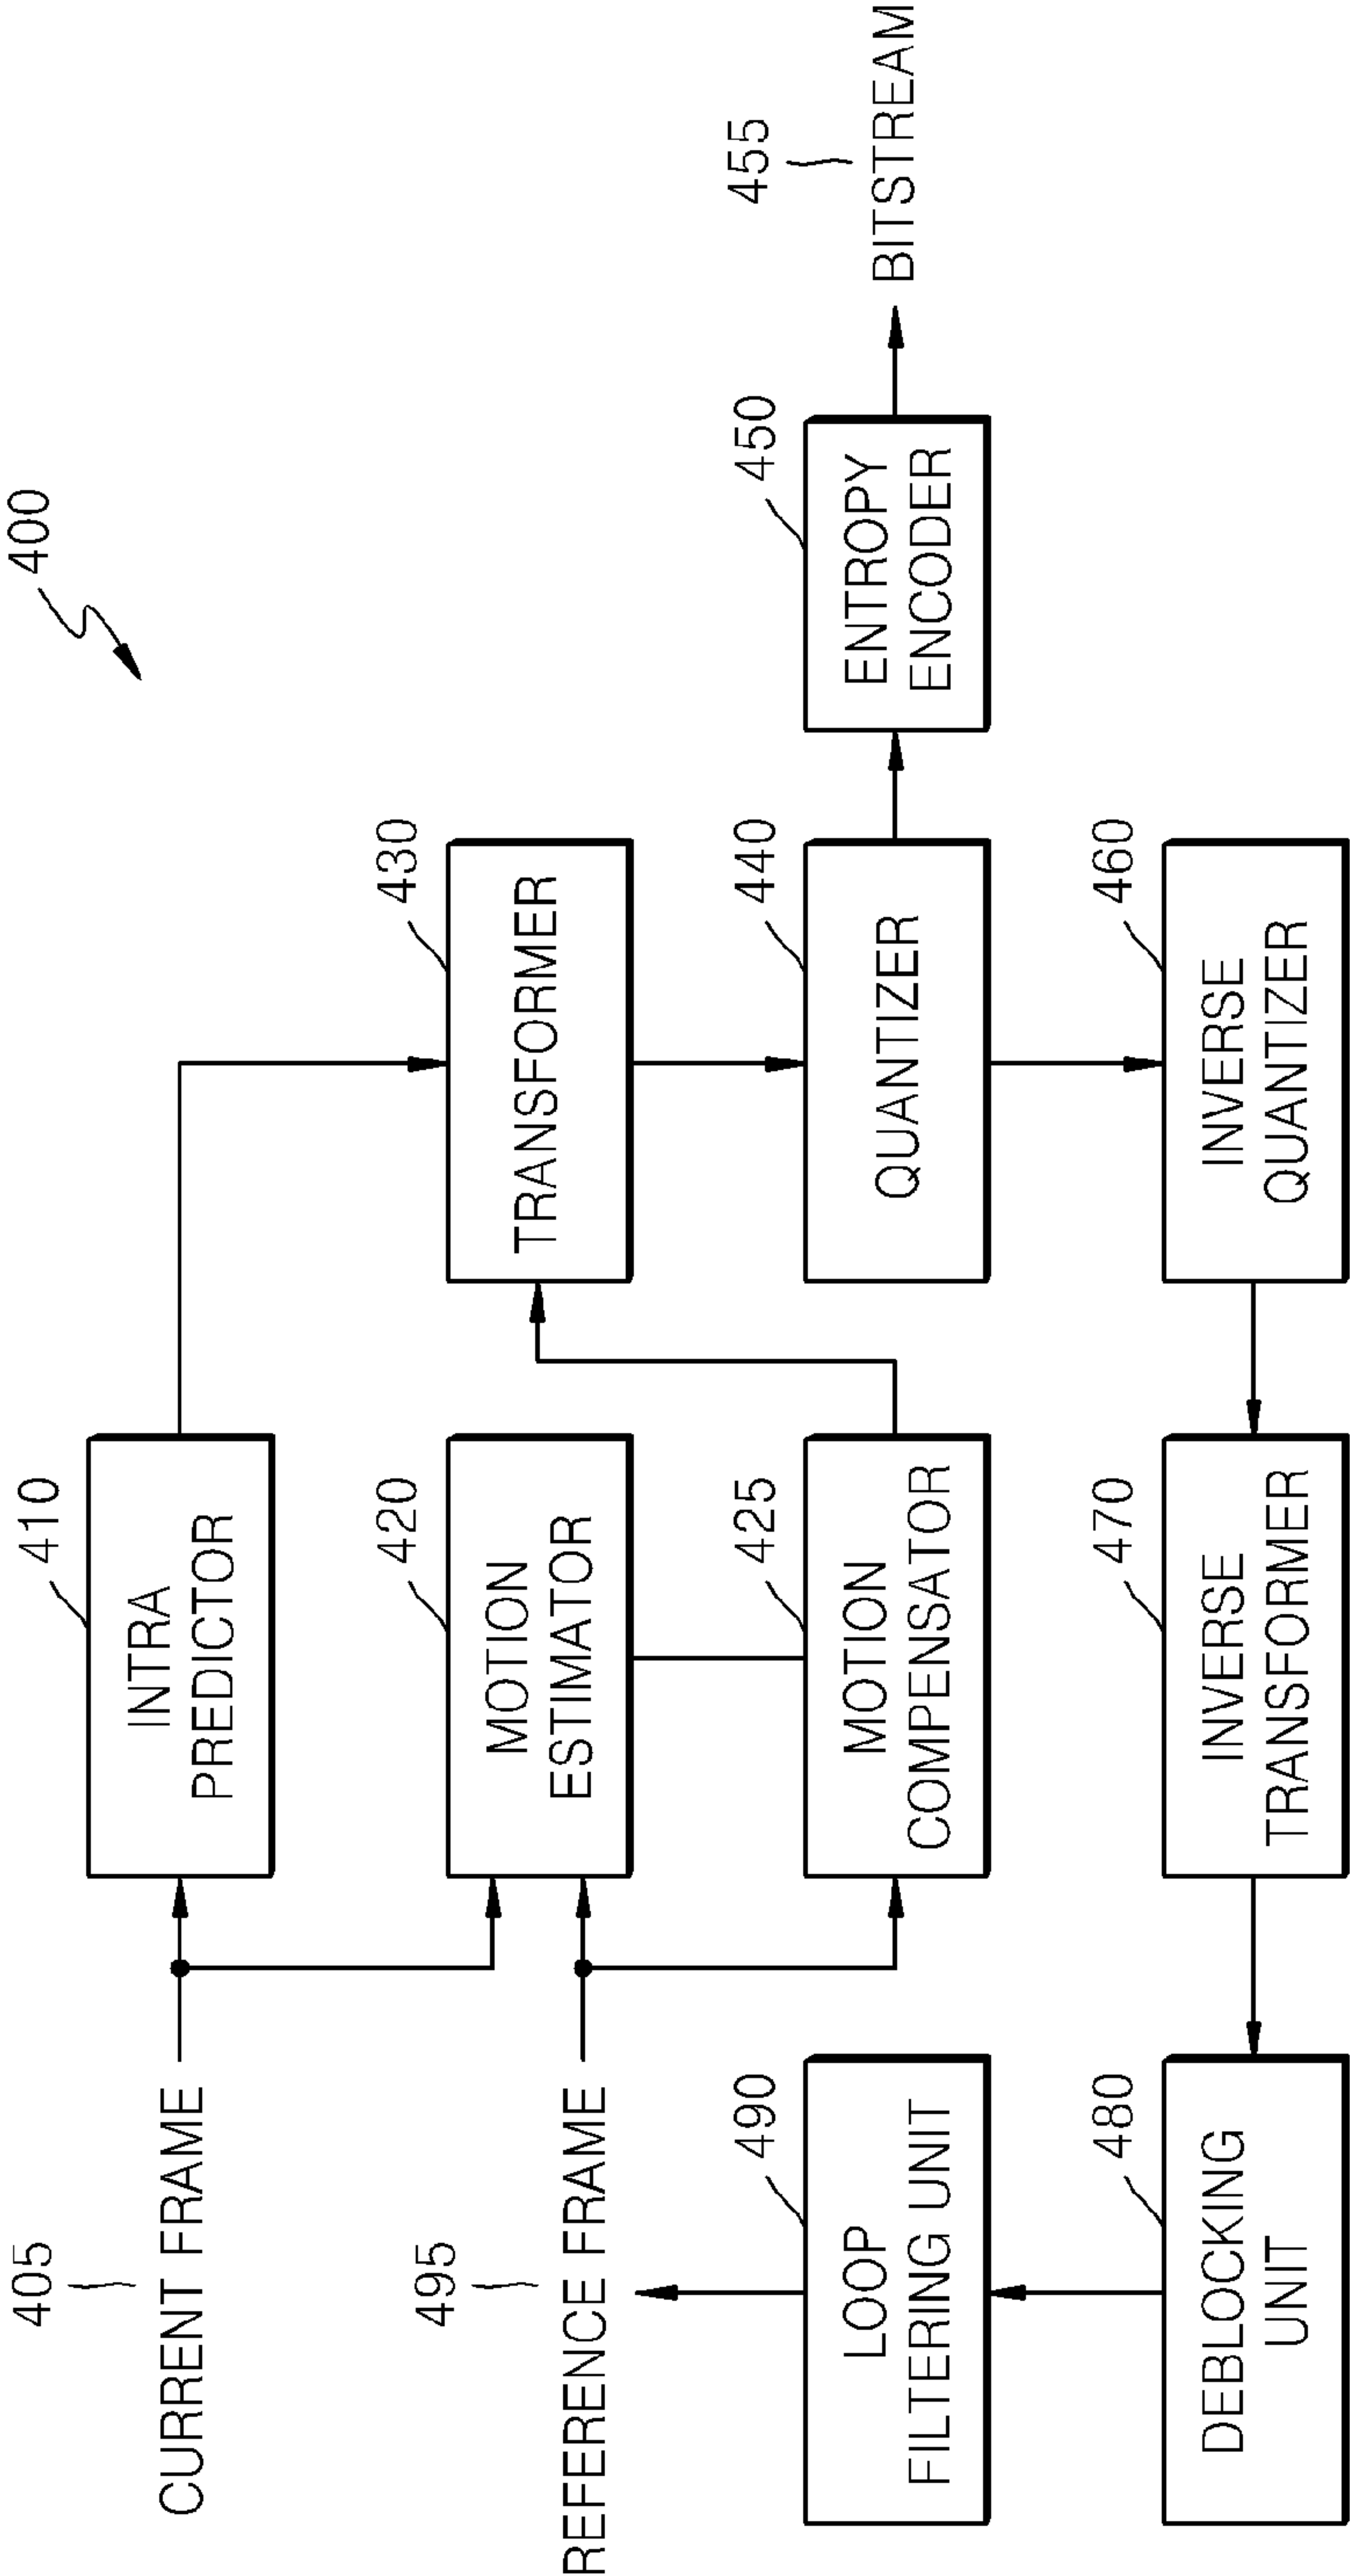 400
405
CURRENT FRAME
410
INTRA
PREDICTOR
495
REFERENCE FRAME
420
MOTION
ESTIMATOR
430
TRANSFORMER
490
LOOP
FILTERING UNIT
425
MOTION
COMPENSATOR
440
QUANTIZER
450
ENTROPY
ENCODER
455
BITSTREAM
480
DEBLOCKING
UNIT
470
INVERSE
TRANSFORMER
460
INVERSE
QUANTIZER